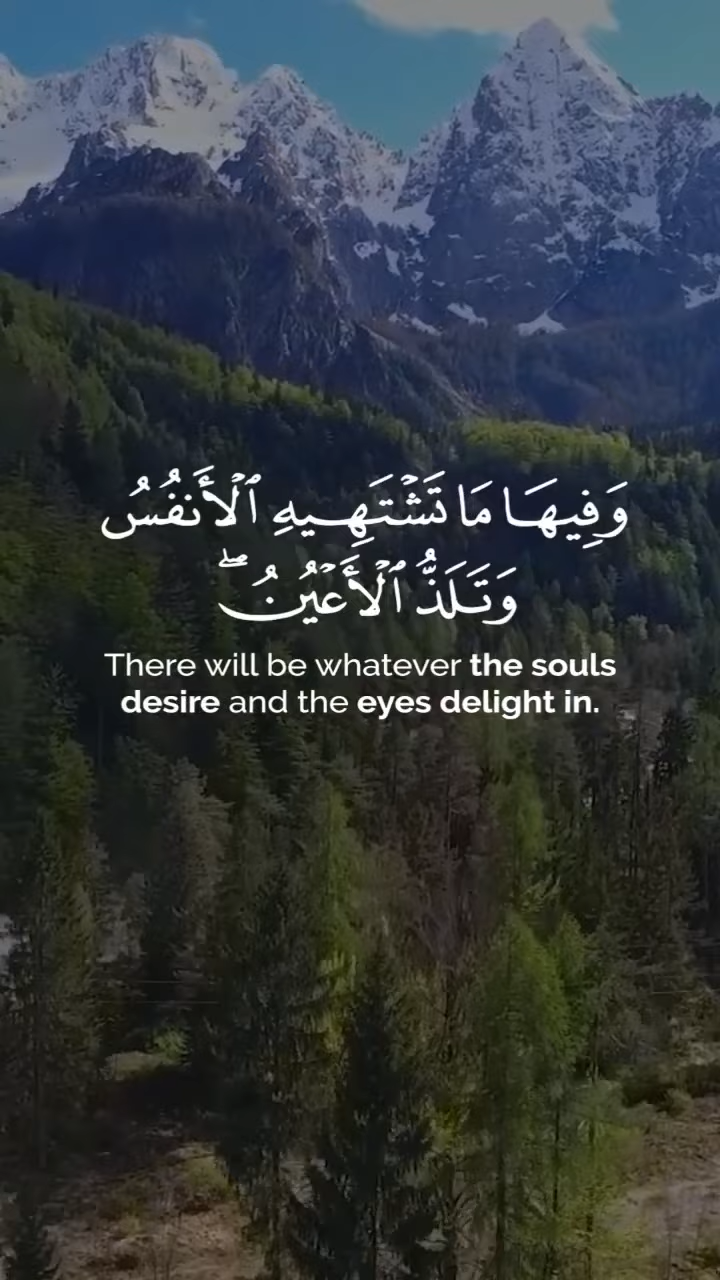 وَفِيهَا مَا تَشْتَهِيهِ ٱلْأَنفُسُ
وَتَلَذُّ ٱلْأَعْيُنُ ۖ
There will be whatever the souls
desire and the eyes delight in.